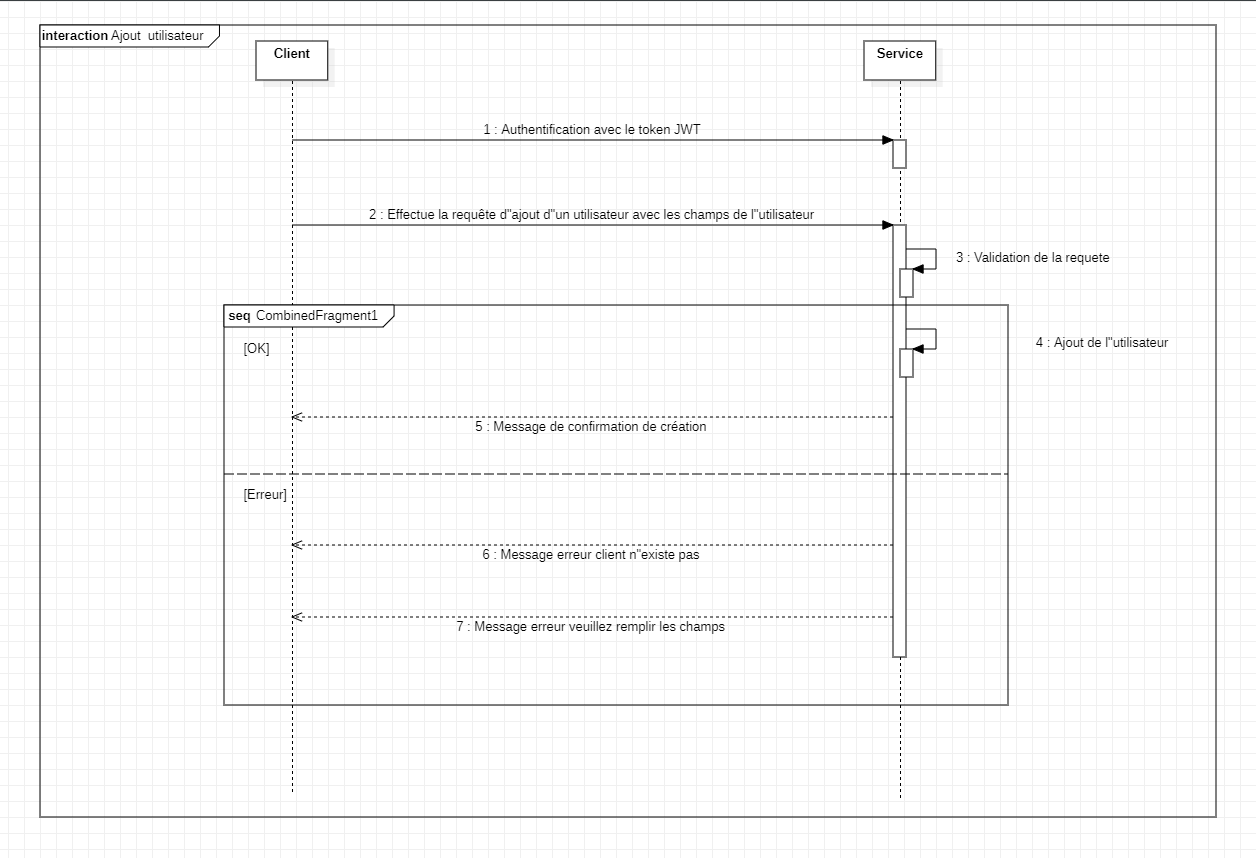 interaction Ajout  utilisateur
Client
Service
1 : Authentification avec le token JWT
2 : Effectue la requête d"ajout d"un utilisateur avec les champs de l"utilisateur
3 : Validation de la requete
seq CombinedFragment1
[OK]
4 : Ajout de l"utilisateur
5 : Message de confirmation de création
[Erreur]
6 : Message erreur client n"existe pas
7 : Message erreur veuillez remplir les champs